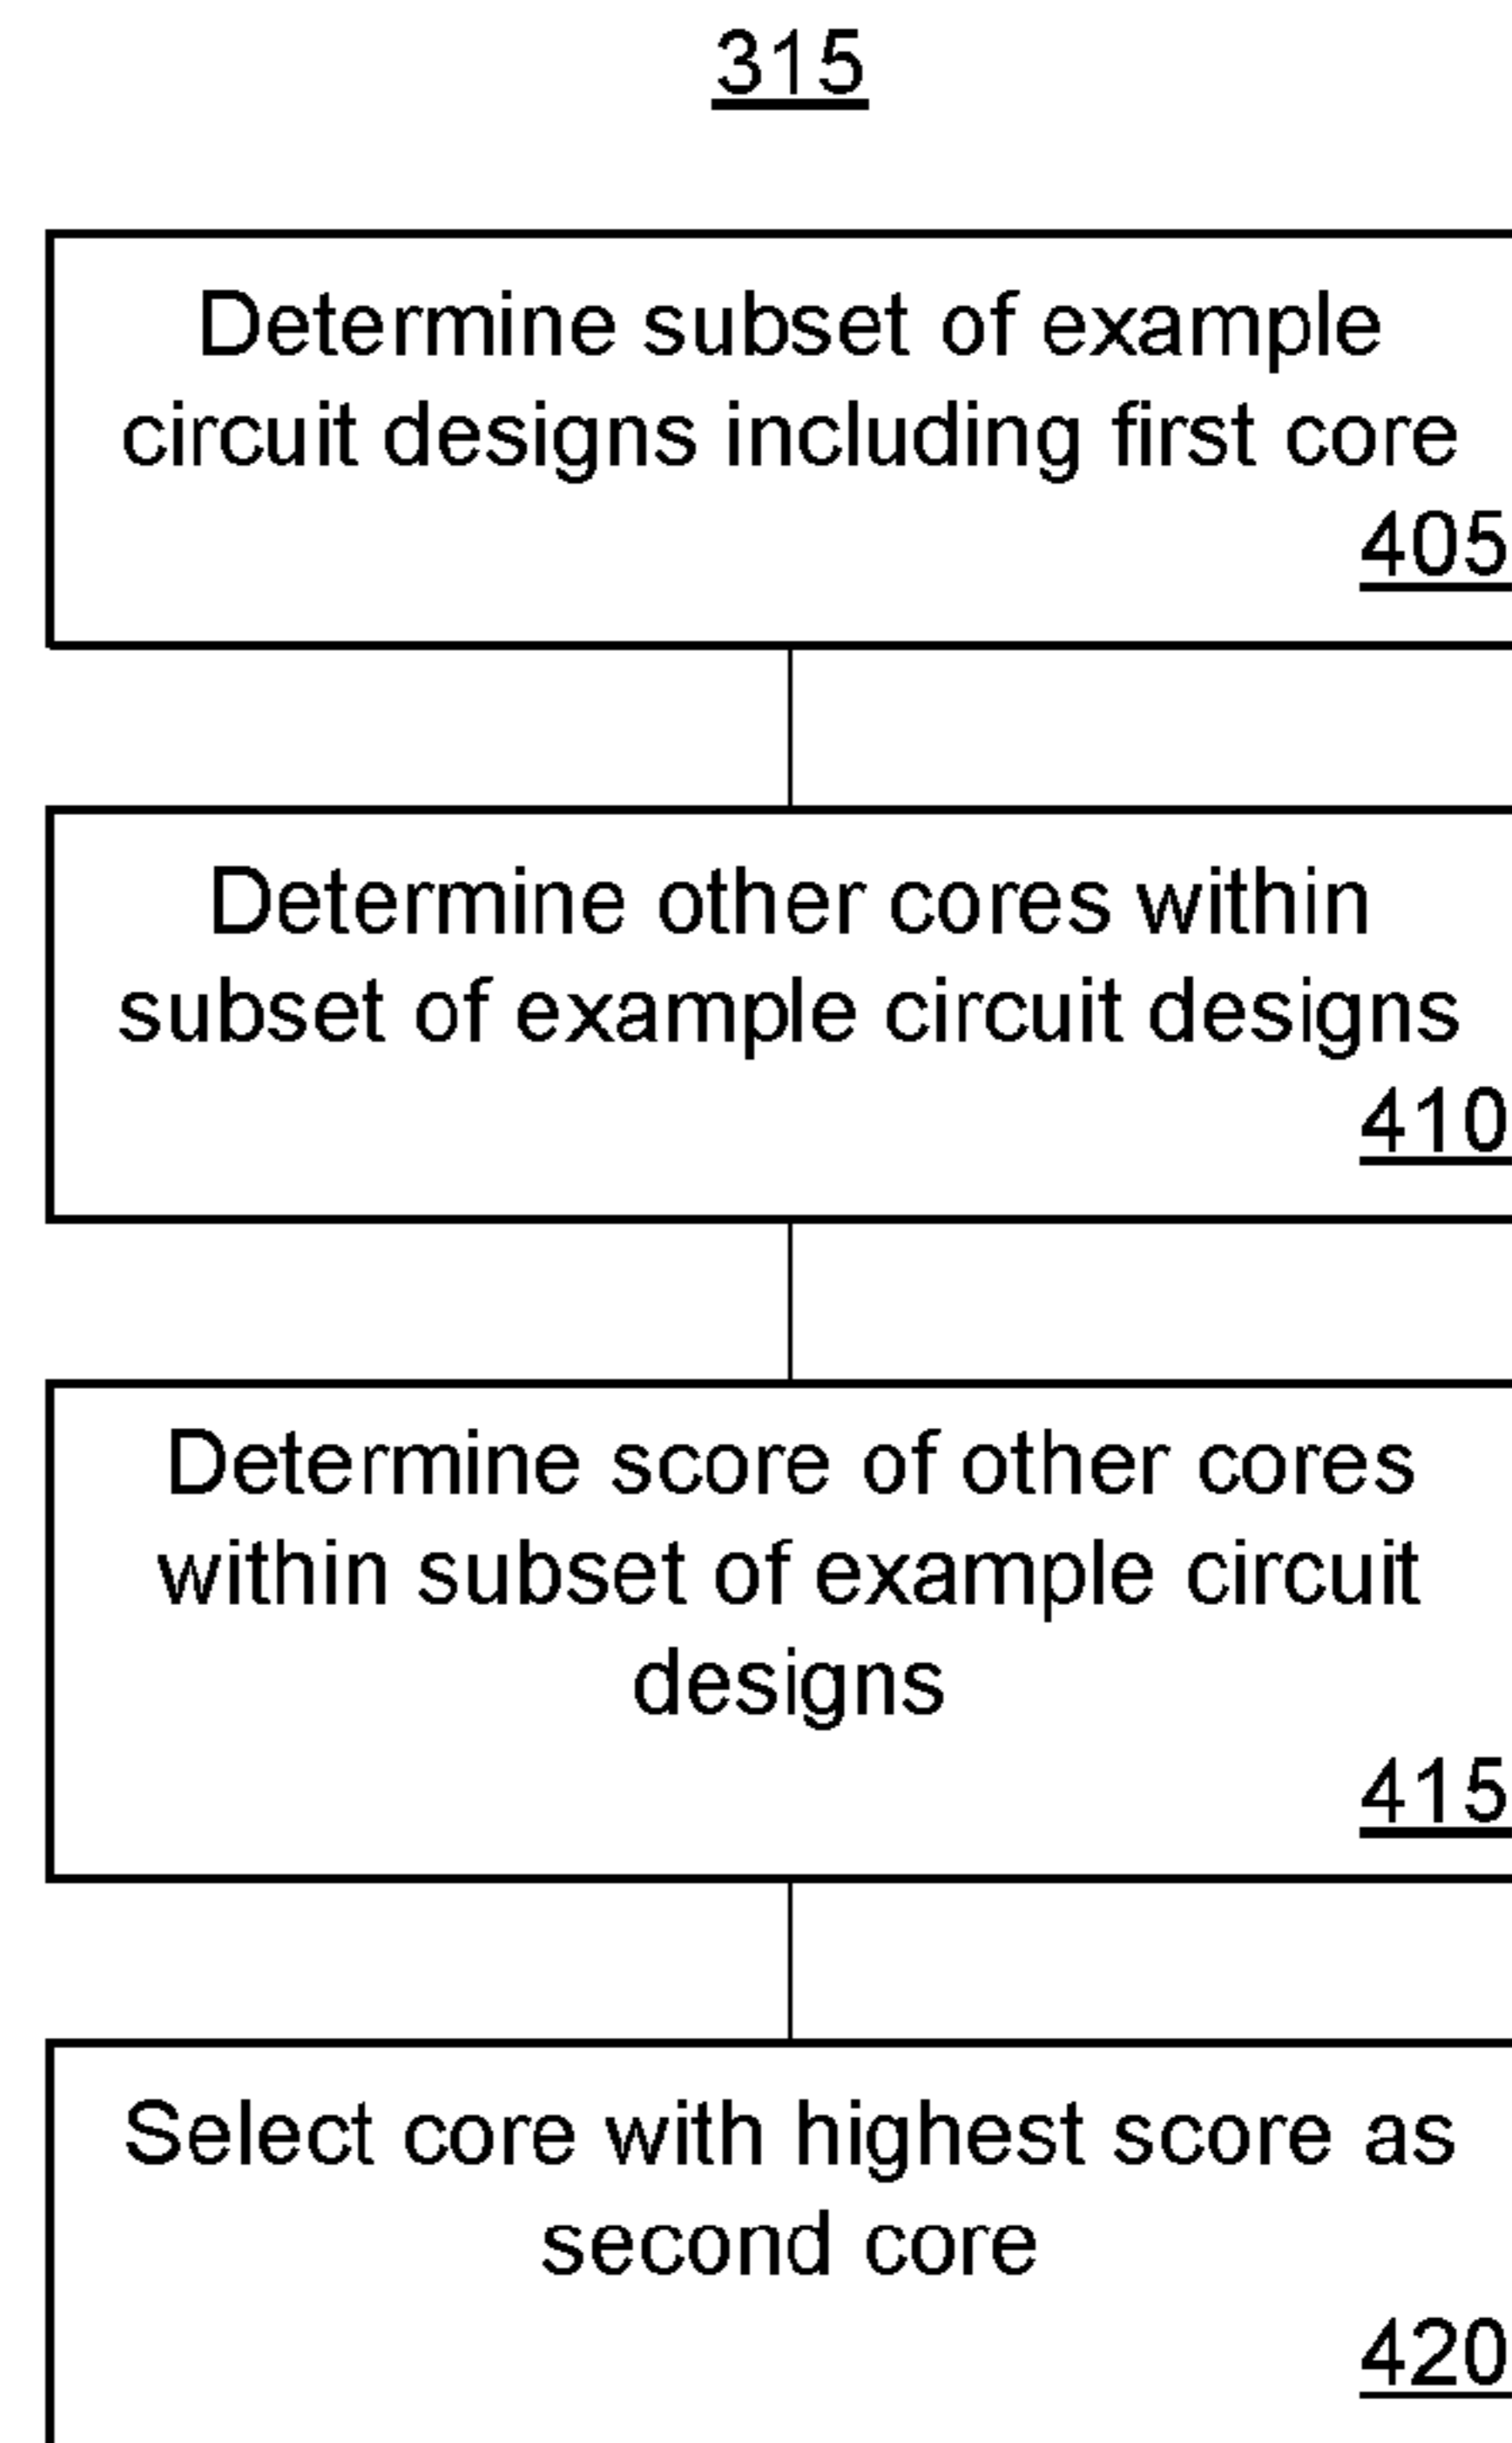 315
Determine subset of example
circuit designs including first core
405
Determine other cores within
subset of example circuit designs
410
Determine score of other cores
within subset of example circuit
designs
415
Select core with highest score as
second core
420